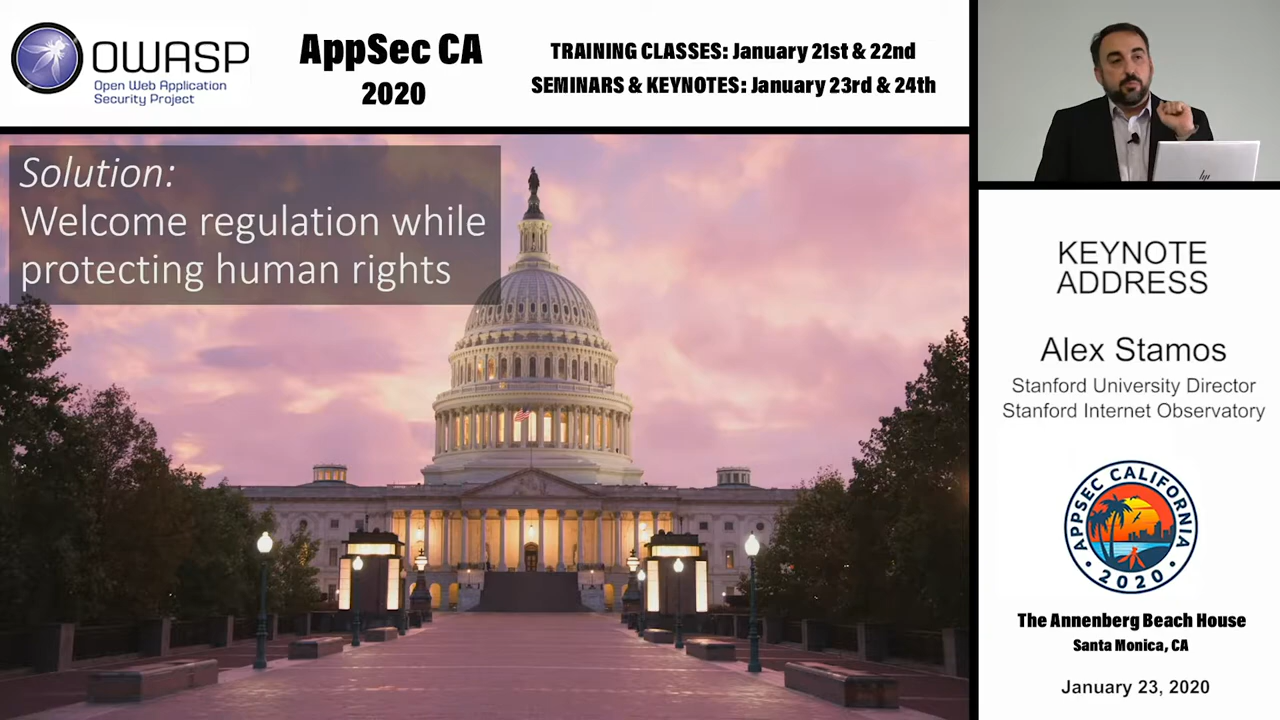 OWASP
Open Web Application
Security Project
AppSec CA
2020
TRAINING CLASSES: January 21st & 22nd
SEMINARS & KEYNOTES: January 23rd & 24th
Solution:
Welcome regulation while
protecting human rights
hp
KEYNOTE
ADDRESS
Alex Stamos
Stanford University Director
Stanford Internet Observatory
APPSEC CALIFORNIA
• 2020 •
The Annenberg Beach House
Santa Monica, CA
January 23, 2020